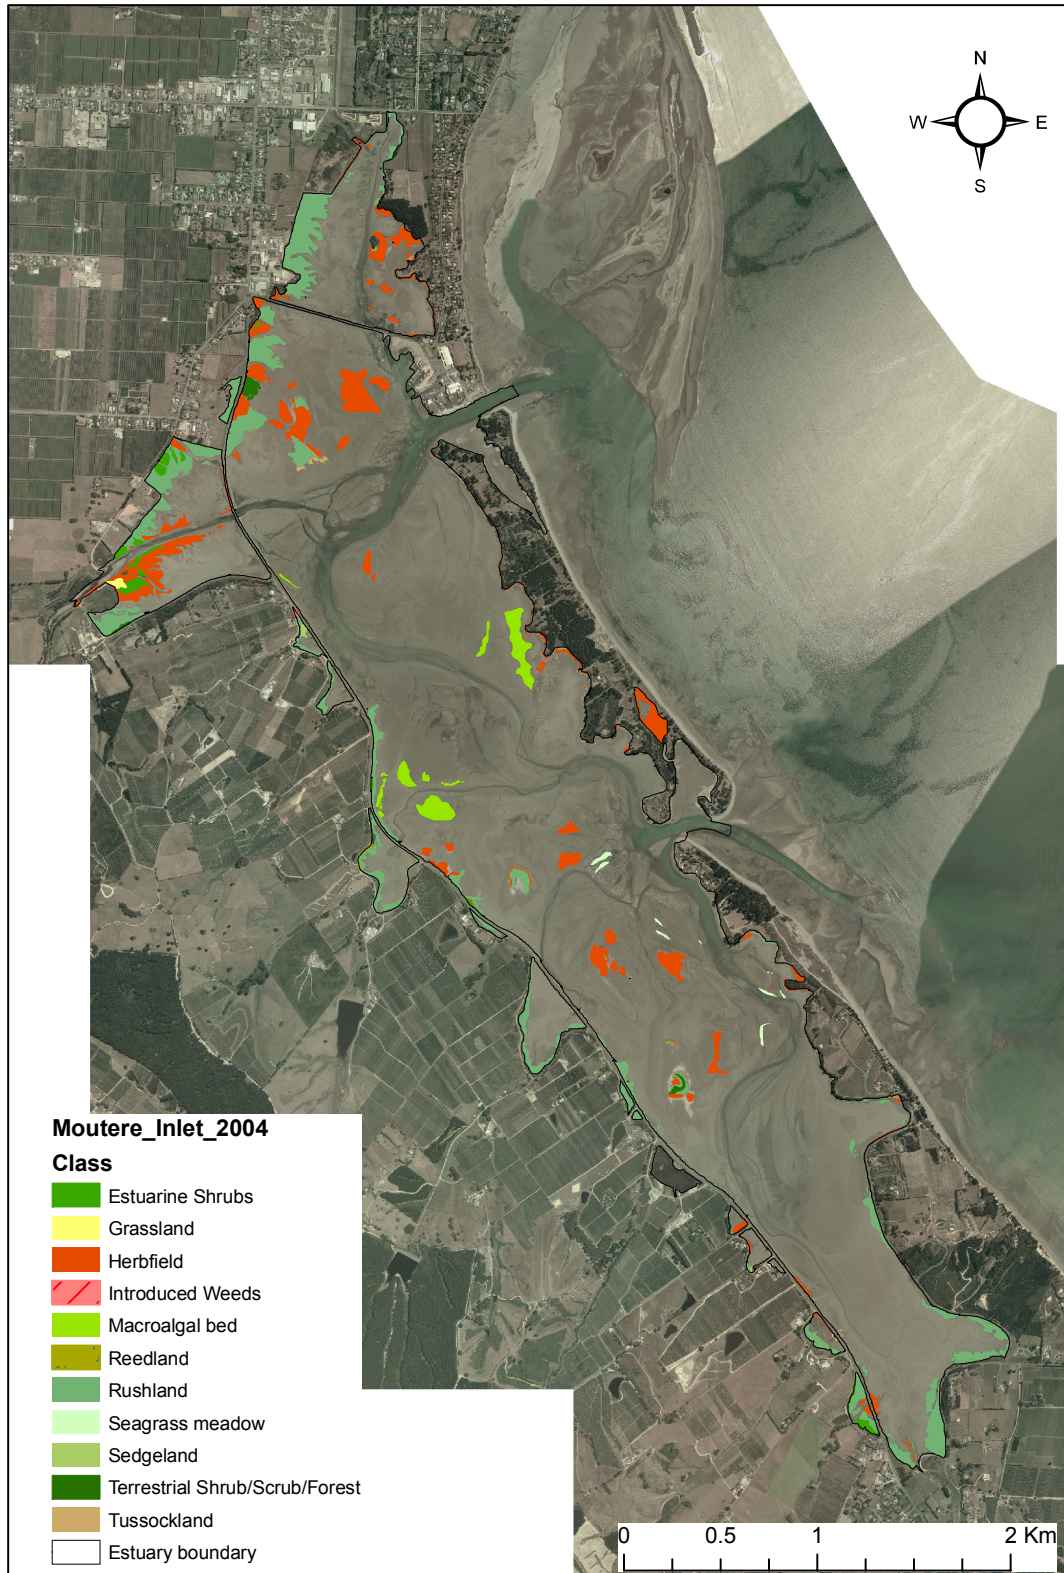 N
W E
S
Moutere_Inlet_2004
Class
Estuarine Shrubs
Grassland
Herbfield
Introduced Weeds
Macroalgal bed
Reedland
Rushland
Seagrass meadow
Sedgeland
Terrestrial Shrub/Scrub/Forest
Tussockland
Estuary boundary
0 0.5 1 2 Km